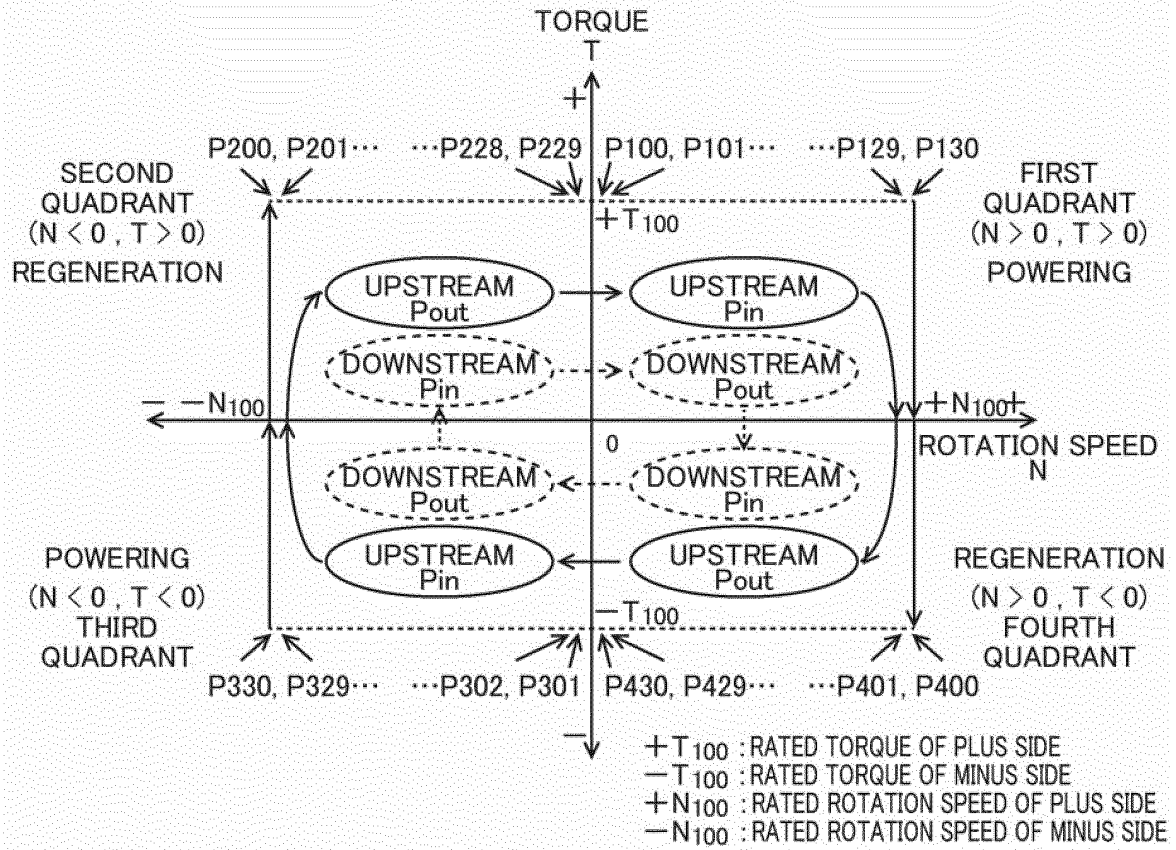 TORQUE
T
+
P200, P201… …P228, P229 P100, P101… …P129, P130
SECOND
QUADRANT
(N < 0 , T > 0)
REGENERATION
FIRST
QUADRANT
(N > 0 , T > 0)
POWERING
+T100
UPSTREAM
Pout
UPSTREAM
Pin
DOWNSTREAM
Pin
DOWNSTREAM
Pout
− −N100
+N100+
0
ROTATION SPEED
N
DOWNSTREAM
Pout
DOWNSTREAM
Pin
UPSTREAM
Pin
UPSTREAM
Pout
POWERING
(N < 0 , T < 0)
THIRD
QUADRANT
REGENERATION
(N > 0 , T < 0)
FOURTH
QUADRANT
−T100
P330, P329… …P302, P301 P430, P429… …P401, P400
−
+T100 : RATED TORQUE OF PLUS SIDE
−T100 : RATED TORQUE OF MINUS SIDE
+N100 : RATED ROTATION SPEED OF PLUS SIDE
−N100 : RATED ROTATION SPEED OF MINUS SIDE